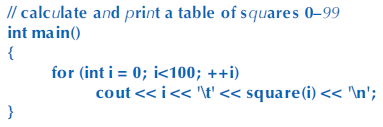 // calculate and print a table of squares 0–99
int main()
{
for (int i = 0; i<100; ++i)
cout << i << '\t' << square(i) << '\n';
}